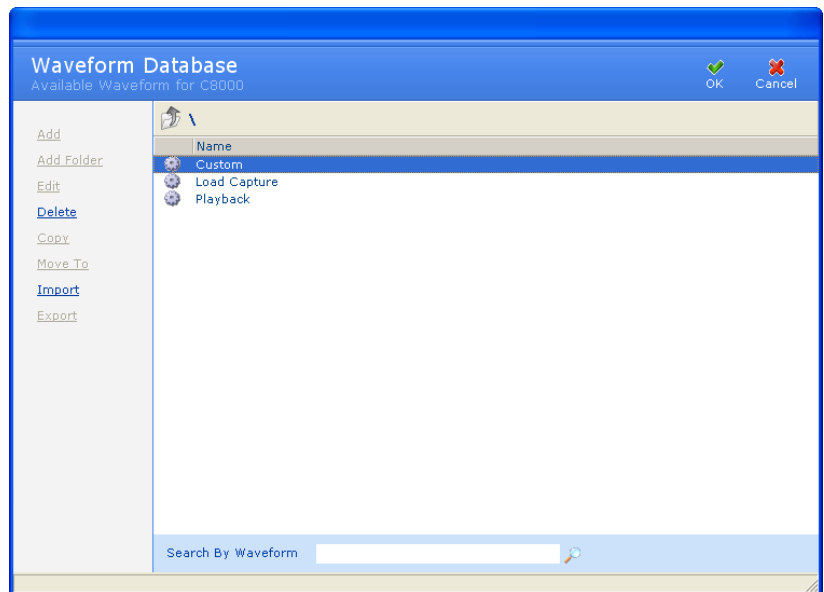 Waveform Database
Available Waveform for C8000
OK
Cancel
Add
Add Folder
Edit
Delete
Copy
Move To
Import
Export
\
Name
Custom
Load Capture
Playback
Search By Waveform